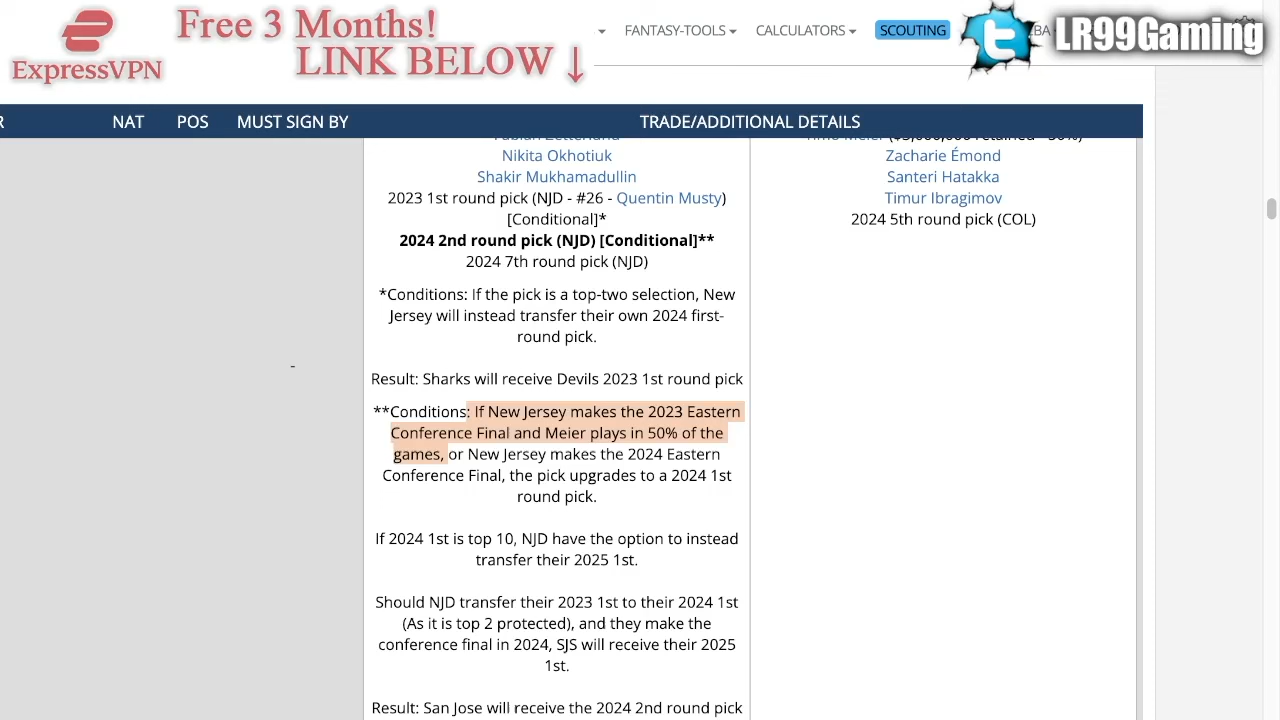 Free 3 Months!
LINK BELOW ↓
ExpressVPN
FANTASY-TOOLS
CALCULATORS
SCOUTING
LR99Gaming
R
NAT
POS
MUST SIGN BY
TRADE/ADDITIONAL DETAILS
Nikita Okhotiuk
Shakir Mukhamadullin
2023 1st round pick (NJD - #26 - Quentin Musty)
[Conditional]*
2024 2nd round pick (NJD) [Conditional]**
2024 7th round pick (NJD)
*Conditions: If the pick is a top-two selection, New
Jersey will instead transfer their own 2024 first-
round pick.
Result: Sharks will receive Devils 2023 1st round pick
**Conditions: If New Jersey makes the 2023 Eastern
Conference Final and Meier plays in 50% of the
games, or New Jersey makes the 2024 Eastern
Conference Final, the pick upgrades to a 2024 1st
round pick.
If 2024 1st is top 10, NJD have the option to instead
transfer their 2025 1st.
Should NJD transfer their 2023 1st to their 2024 1st
(As it is top 2 protected), and they make the
conference final in 2024, SJS will receive their 2025
1st.
Result: San Jose will receive the 2024 2nd round pick
Zacharie Émond
Santeri Hatakka
Timur Ibragimov
2024 5th round pick (COL)
-